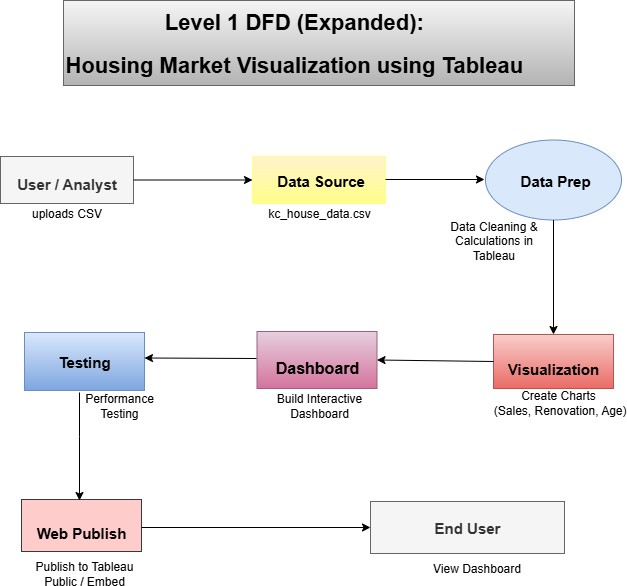 Level 1 DFD (Expanded):
Housing Market Visualization using Tableau
User / Analyst
uploads CSV
Data Source
kc_house_data.csv
Data Prep
Data Cleaning &
Calculations in
Tableau
Visualization
Create Charts
(Sales, Renovation, Age)
Dashboard
Build Interactive
Dashboard
Testing
Performance
Testing
Web Publish
Publish to Tableau
Public / Embed
End User
View Dashboard